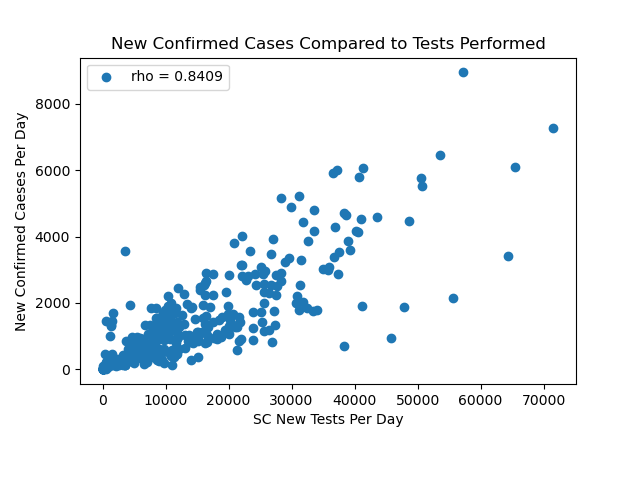 New Confirmed Cases Compared to Tests Performed
rho = 0.8409
New Confirmed Caeses Per Day
8000
6000
4000
2000
0
0 10000 20000 30000 40000 50000 60000 70000
SC New Tests Per Day